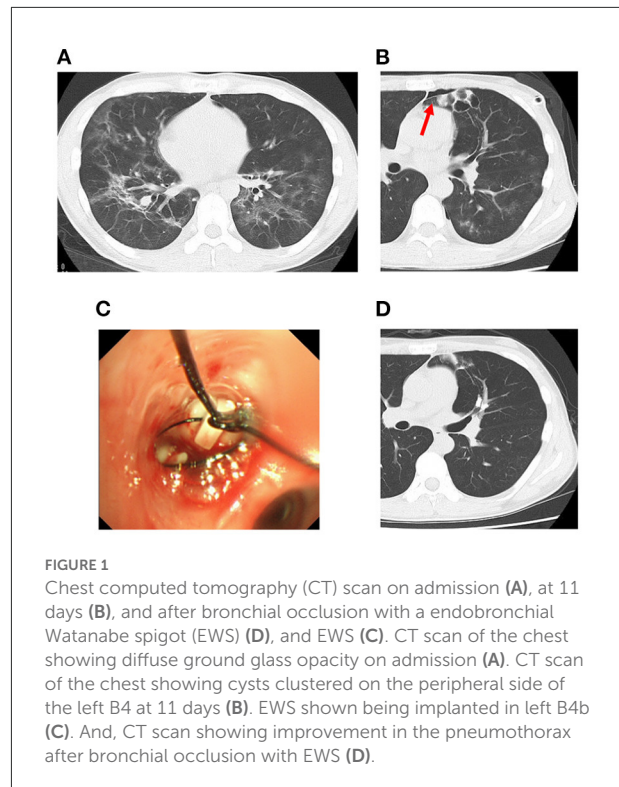 A
B
C
D
FIGURE 1
Chest computed tomography (CT) scan on admission (A), at 11
days (B), and after bronchial occlusion with a endobronchial
Watanabe spigot (EWS) (D), and EWS (C). CT scan of the chest
showing diffuse ground glass opacity on admission (A). CT scan
of the chest showing cysts clustered on the peripheral side of
the left B4 at 11 days (B). EWS shown being implanted in left B4b
(C). And, CT scan showing improvement in the pneumothorax
after bronchial occlusion with EWS (D).